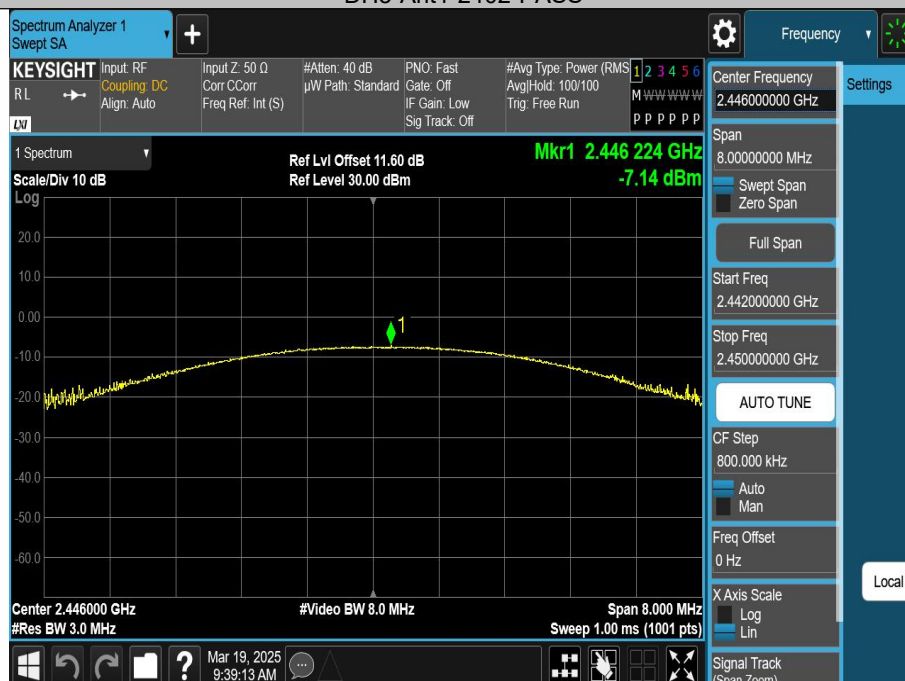 Spectrum Analyzer 1
Swept SA
Frequency
KEYSIGHT
RL
LXI
Input: RF
Coupling: DC
Align: Auto
Input Z: 50 Ω
Corr CCorr
Freq Ref: Int (S)
#Atten: 40 dB
µW Path: Standard
PNO: Fast
Gate: Off
IF Gain: Low
Sig Track: Off
#Avg Type: Power (RMS
Avg|Hold: 100/100
Trig: Free Run
1 2 3 4 5 6
M W W W W W
P P P P P P
1 Spectrum
Scale/Div 10 dB
Log
Ref Lvl Offset 11.60 dB
Ref Level 30.00 dBm
Mkr1 2.446 224 GHz
-7.14 dBm
20.0
10.0
0.00
-10.0
-20.0
-30.0
-40.0
-50.0
-60.0
1
Center 2.446000 GHz
#Res BW 3.0 MHz
#Video BW 8.0 MHz
Span 8.000 MHz
Sweep 1.00 ms (1001 pts)
Center Frequency
2.446000000 GHz
Settings
Span
8.00000000 MHz
Swept Span
Zero Span
Full Span
Start Freq
2.442000000 GHz
Stop Freq
2.450000000 GHz
AUTO TUNE
CF Step
800.000 kHz
Auto
Man
Freq Offset
0 Hz
Local
X Axis Scale
Log
Lin
Signal Track
(Span Zoom)
?
Mar 19, 2025
9:39:13 AM